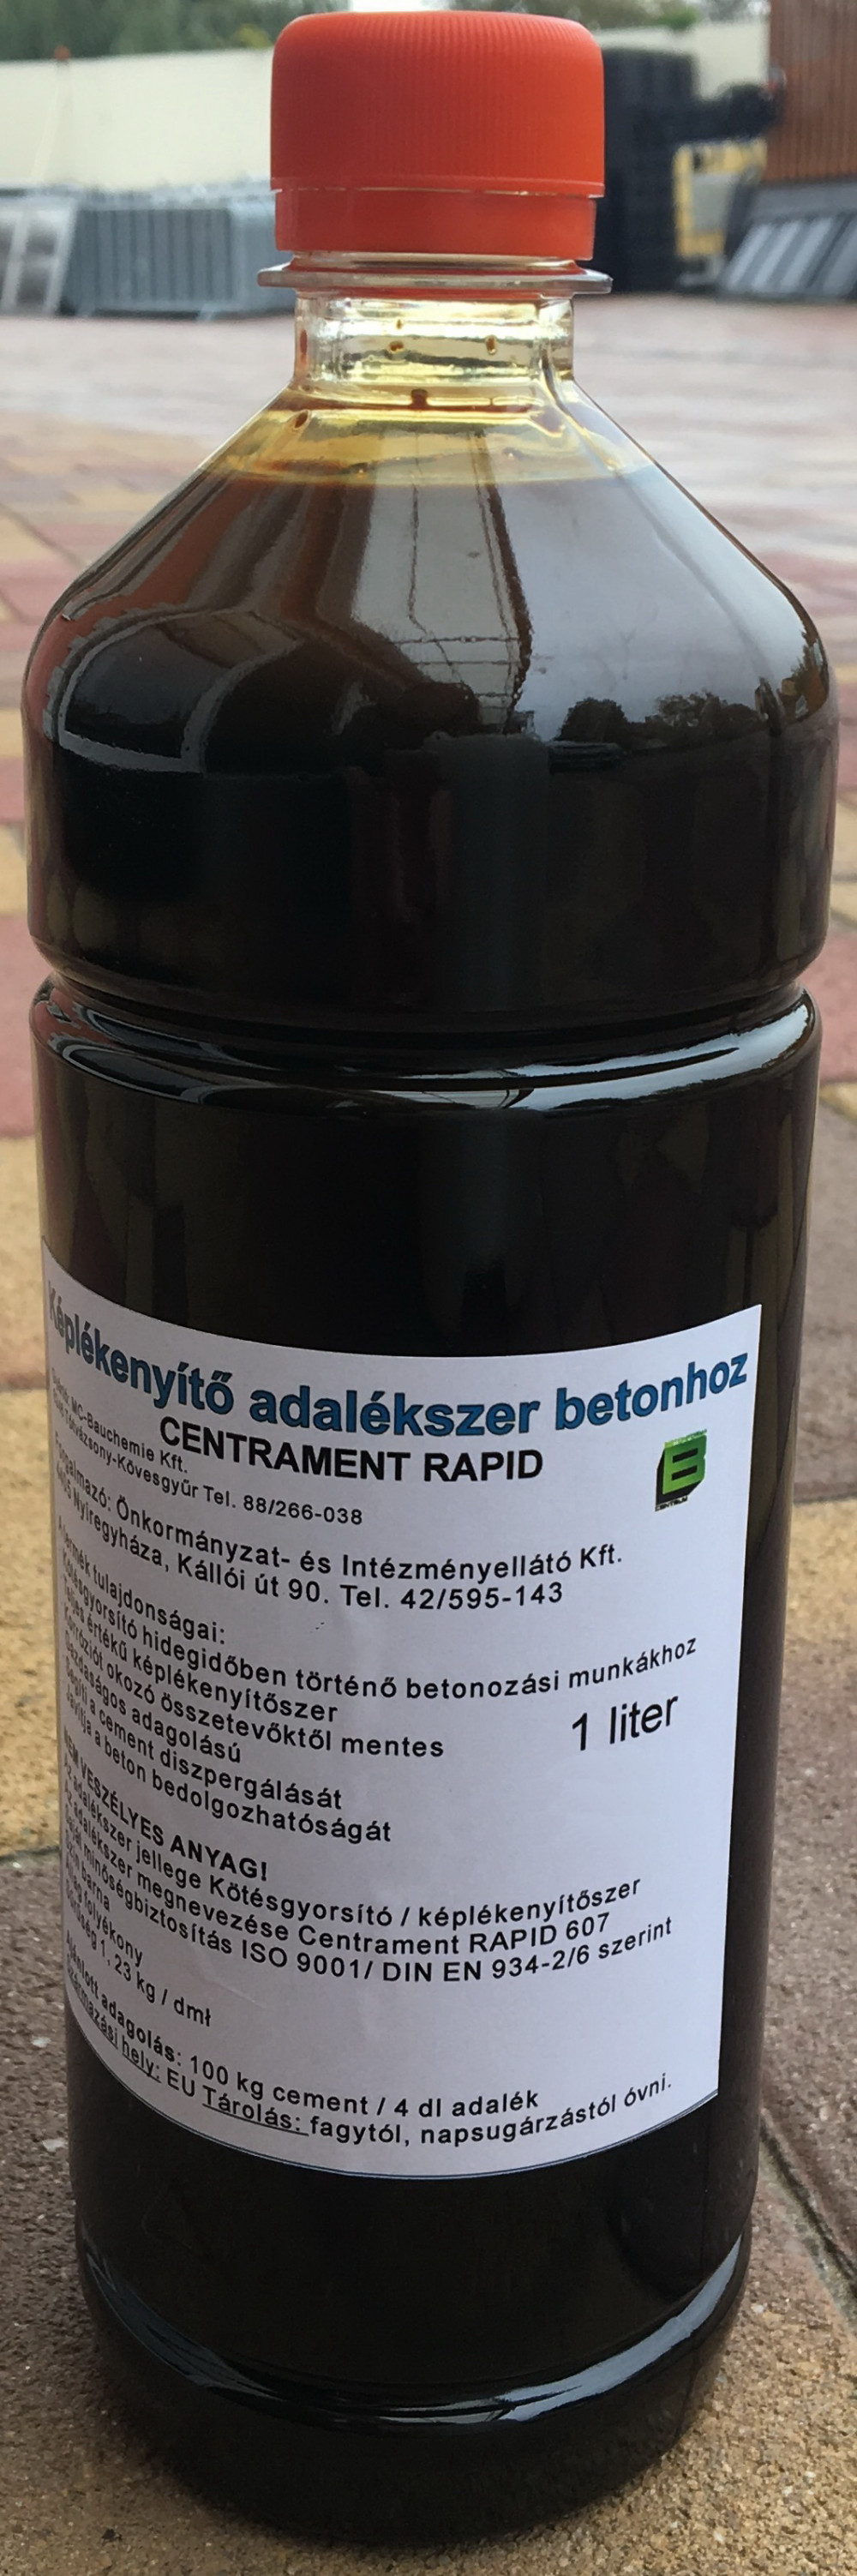 Képlékenyítő adalékszer betonhoz
CENTRAMENT RAPID
MC-Bauchemie Kft.
Tótvázsony-Kövesgyűr Tel. 88/266-038
Forgalmazó: Önkormányzat- és Intézményellátó Kft.
Nyíregyháza, Kállói út 90. Tel. 42/595-143
A termék tulajdonságai:
Kötésgyorsító hidegidőben történő betonozási munkákhoz
Teljes értékű képlékenyítőszer
Korróziót okozó összetevőktől mentes
Gazdaságos adagolású
Segíti a cement diszpergálását
Javítja a beton bedolgozhatóságát
1 liter
NEM VESZÉLYES ANYAG!
Az adalékszer jellege Kötésgyorsító / képlékenyítőszer
Az adalékszer megnevezése Centrament RAPID 607
minőségbiztosítás ISO 9001/ DIN EN 934-2/6 szerint
Szín barna
folyékony
Sűrűség 1, 23 kg / dmł
Ajánlott adagolás: 100 kg cement / 4 dl adalék
Származási hely: EU Tárolás: fagytól, napsugárzástól óvni.
B
CENTRUM